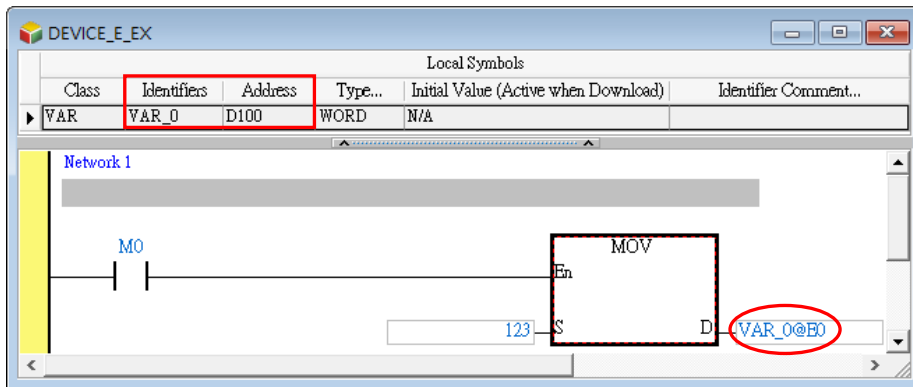 DEVICE_E_EX
Local Symbols
Class Identifiers Address Type... Initial Value (Active when Download) Identifier Comment...
VAR VAR_0 D100 WORD N/A
Network 1
M0
MOV
En
123 S D VAR_0@E0